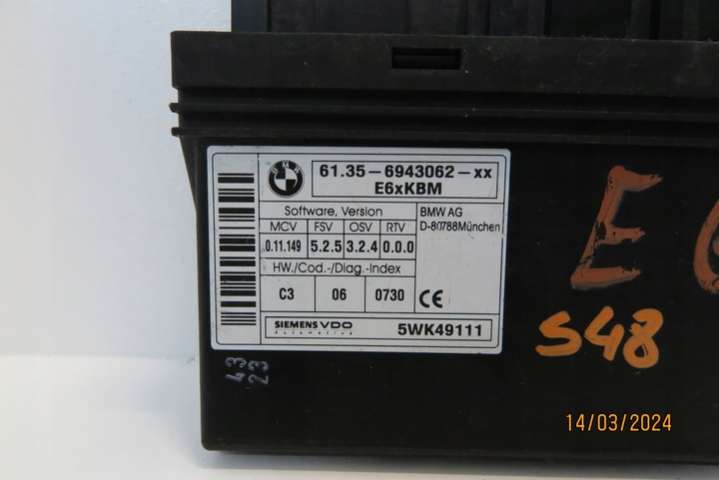 BMW
61.35-6943062-xx
E6xKBM
Software, Version
MCV FSV OSV RTV
0.11.149 5.2.5 3.2.4 0.0.0
BMW AG
D-80788München
HW./Cod.-/Diag.-Index
C3 06 0730
CE
SIEMENS VDO
Automotive
5WK49111
E6
S48
43
23
14/03/2024